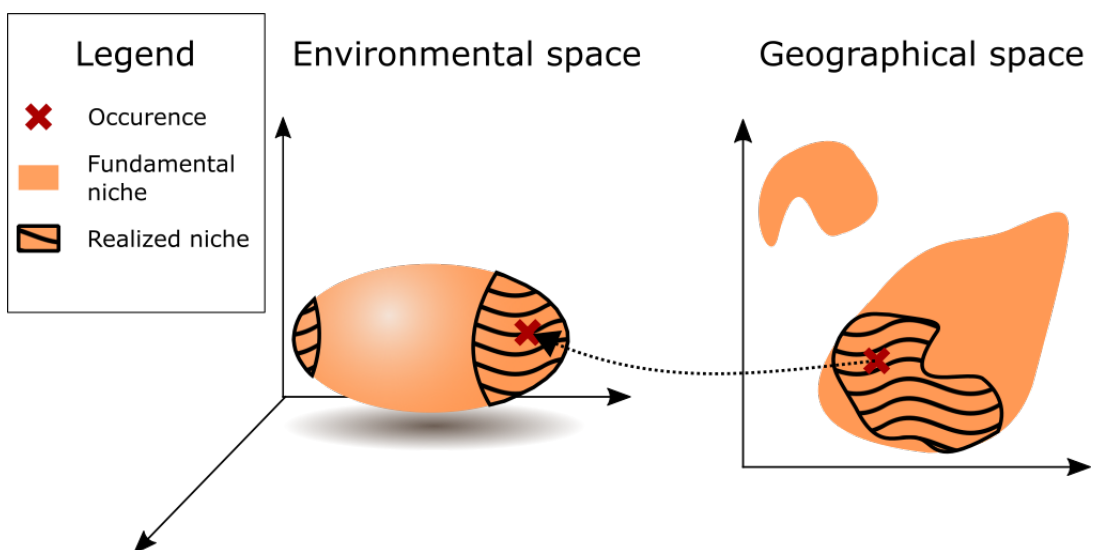 Legend
Occurence
Fundamental
niche
Realized niche
Environmental space
Geographical space